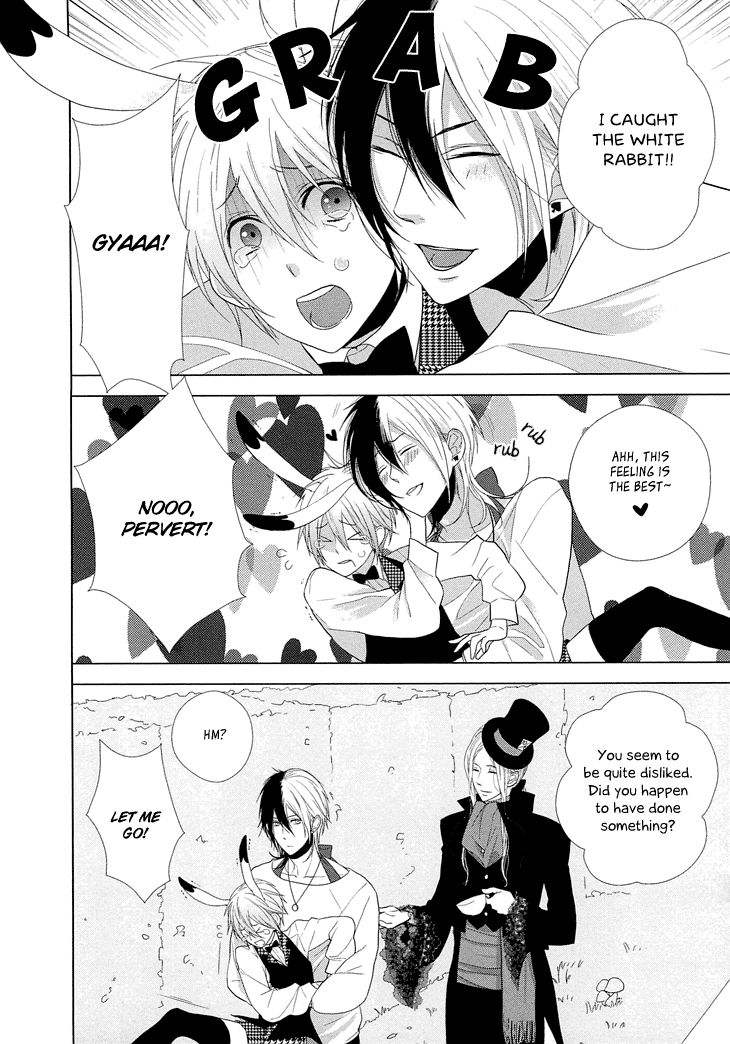 GRAB
I CAUGHT
THE WHITE
RABBIT!!
GYAAA!
AHH, THIS
FEELING IS
THE BEST~
♥
rub
rub
NOOO,
PERVERT!
You seem to
be quite disliked.
Did you happen
to have done
something?
HM?
LET ME
GO!